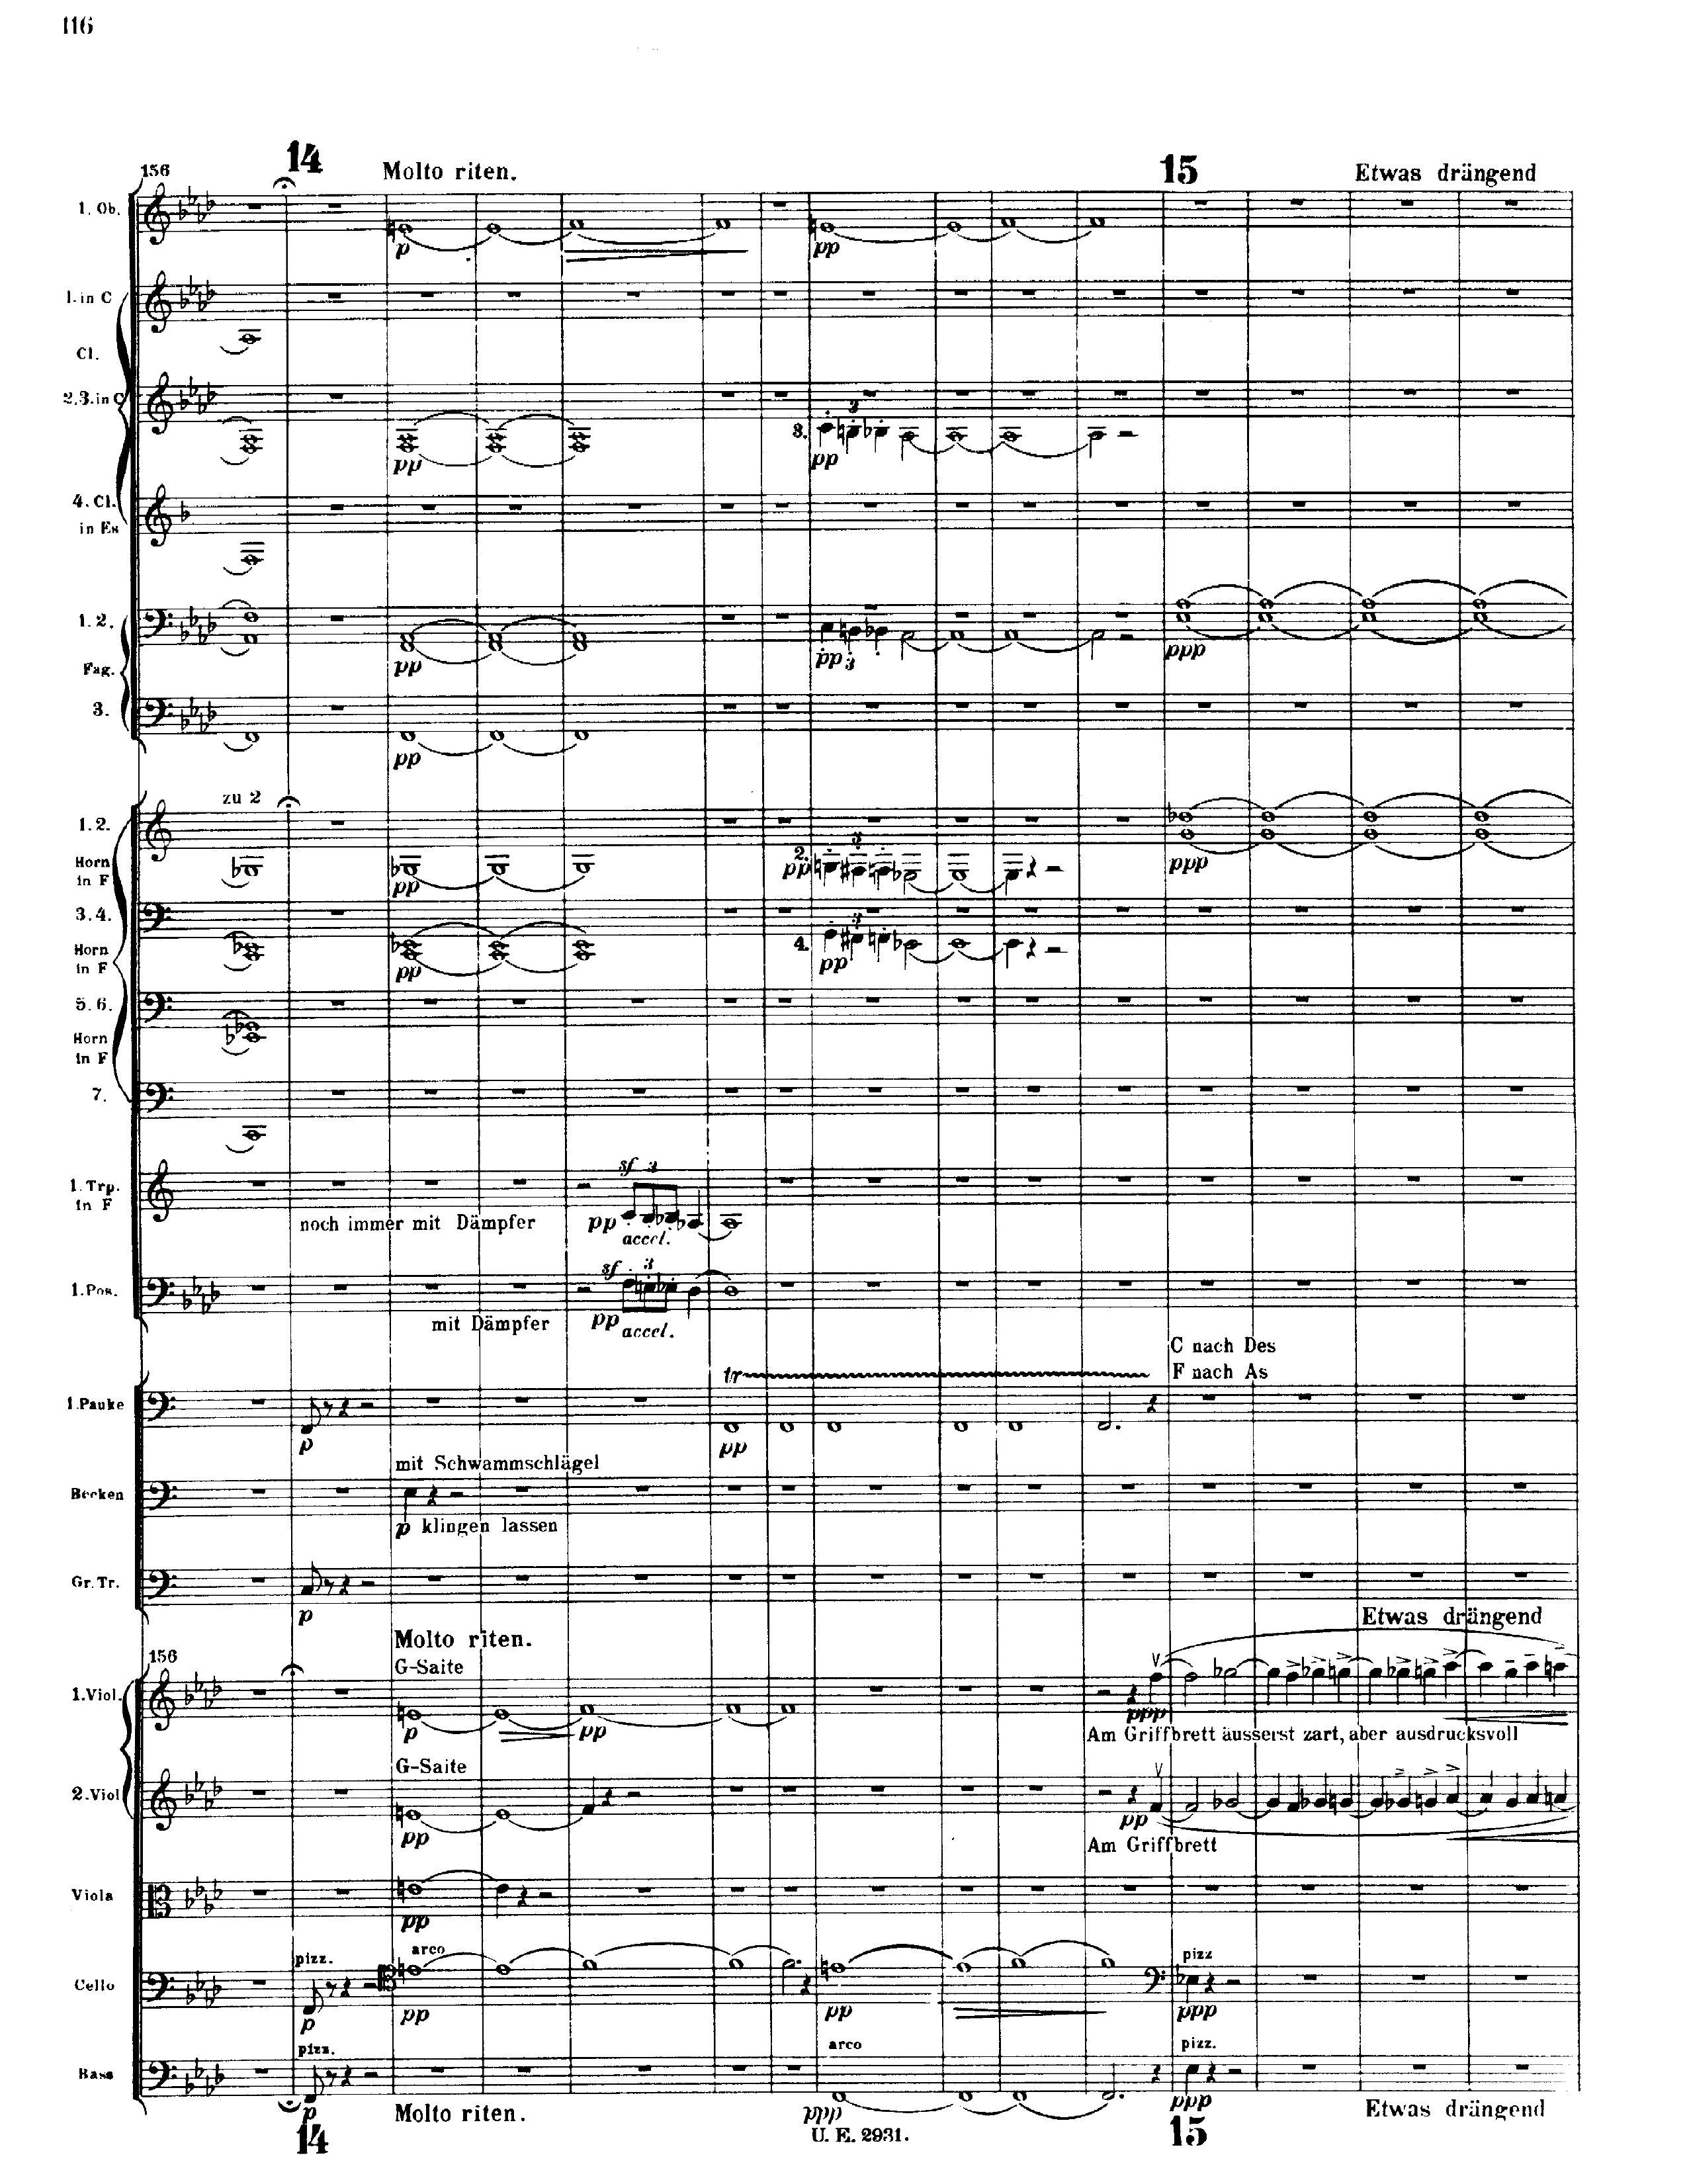 116
14
15
156
Molto riten.
Etwas drängend
1. Ob.
p
pp
1. in C
Cl.
2.3. in C
pp
3.
3
pp
4. Cl.
in Es
1. 2.
pp
pp
3
ppp
Fag.
3.
pp
zu 2
1. 2.
Horn
in F
pp
2.
pp
3
ppp
3. 4.
Horn
in F
pp
4.
3
pp
5. 6.
Horn
in F
7.
1. Trp.
in F
sf
3
noch immer mit Dämpfer
pp
accel.
1. Pos.
sf
3
mit Dämpfer
pp
accel.
C nach Des
F nach As
1. Pauke
tr
p
pp
mit Schwammschlägel
Becken
p klingen lassen
Gr. Tr.
p
Etwas drängend
Molto riten.
156
G-Saite
1. Viol.
p
pp
ppp
Am Griffbrett äusserst zart, aber ausdrucksvoll
G-Saite
2. Viol
pp
pp
Am Griffbrett
Viola
pp
pizz.
arco
pizz
Cello
p
pp
pp
ppp
pizz.
arco
pizz.
Bass
p
ppp
ppp
Molto riten.
Etwas drängend
14
U. E. 2931.
15